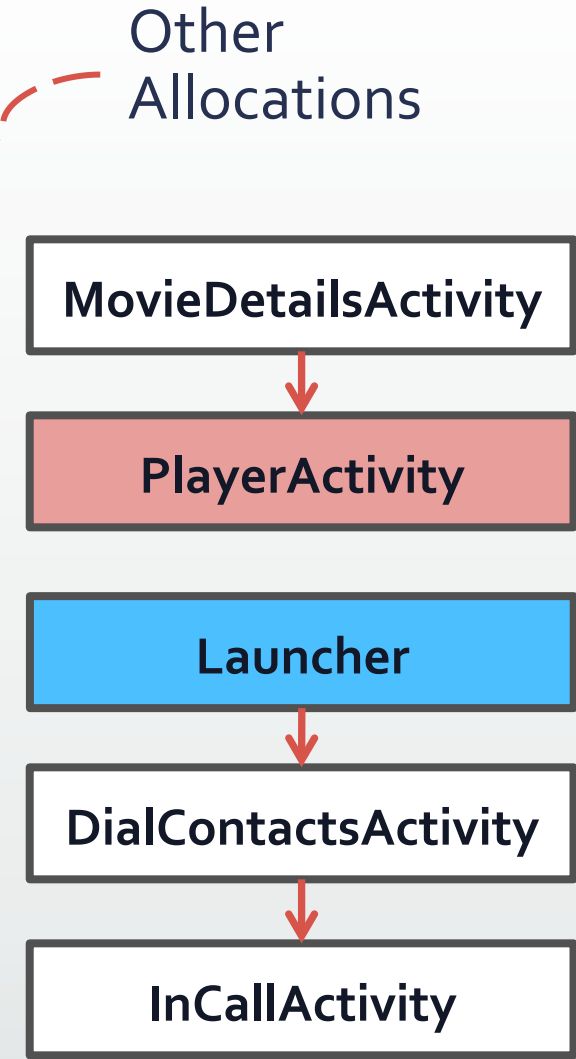 Other
Allocations
MovieDetailsActivity
PlayerActivity
Launcher
DialContactsActivity
InCallActivity